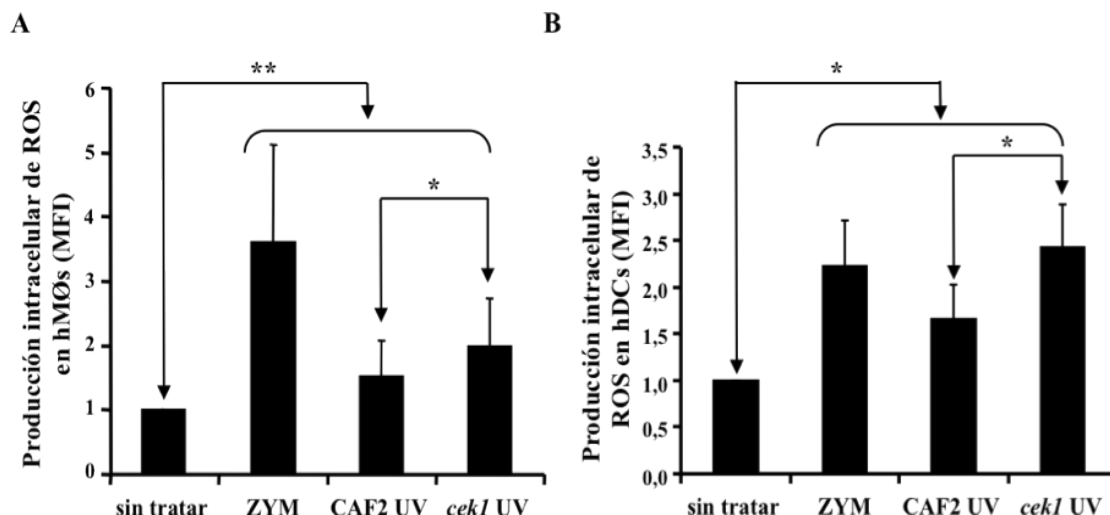 A
Producción intracelular de ROS
en hMØs (MFI)
6
5
4
3
2
1
0
**
*
sin tratar
ZYM
CAF2 UV
cek1 UV
B
Producción intracelular de
ROS en hDCs (MFI)
3,5
3,0
2,5
2,0
1,5
1,0
0,5
0,0
*
*
sin tratar
ZYM
CAF2 UV
cek1 UV